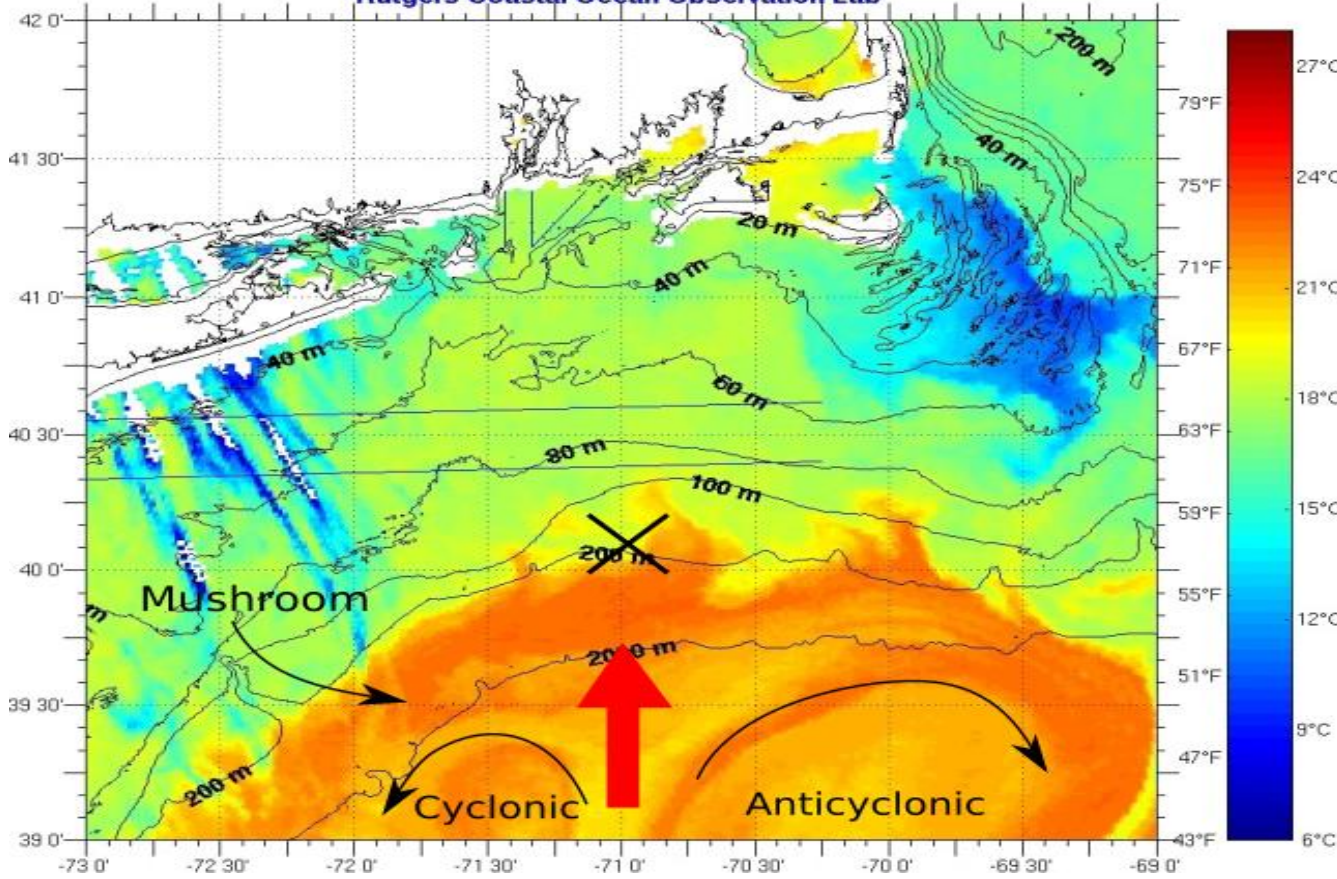 Rutgers Coastal Ocean Observation Lab
42 0'
200 m
27°C
79°F
41 30'
40 m
75°F
24°C
20 m
71°F
41 0'
40 m
21°C
40 m
67°F
60 m
18°C
40 30'
63°F
80 m
100 m
59°F
15°C
40 0'
200 m
Mushroom
55°F
12°C
m
39 30'
51°F
9°C
200 m
47°F
Cyclonic
Anticyclonic
39 0'
43°F
6°C
-73 0'
-72 30'
-72 0'
-71 30'
-71 0'
-70 30'
-70 0'
-69 30'
-69 0'